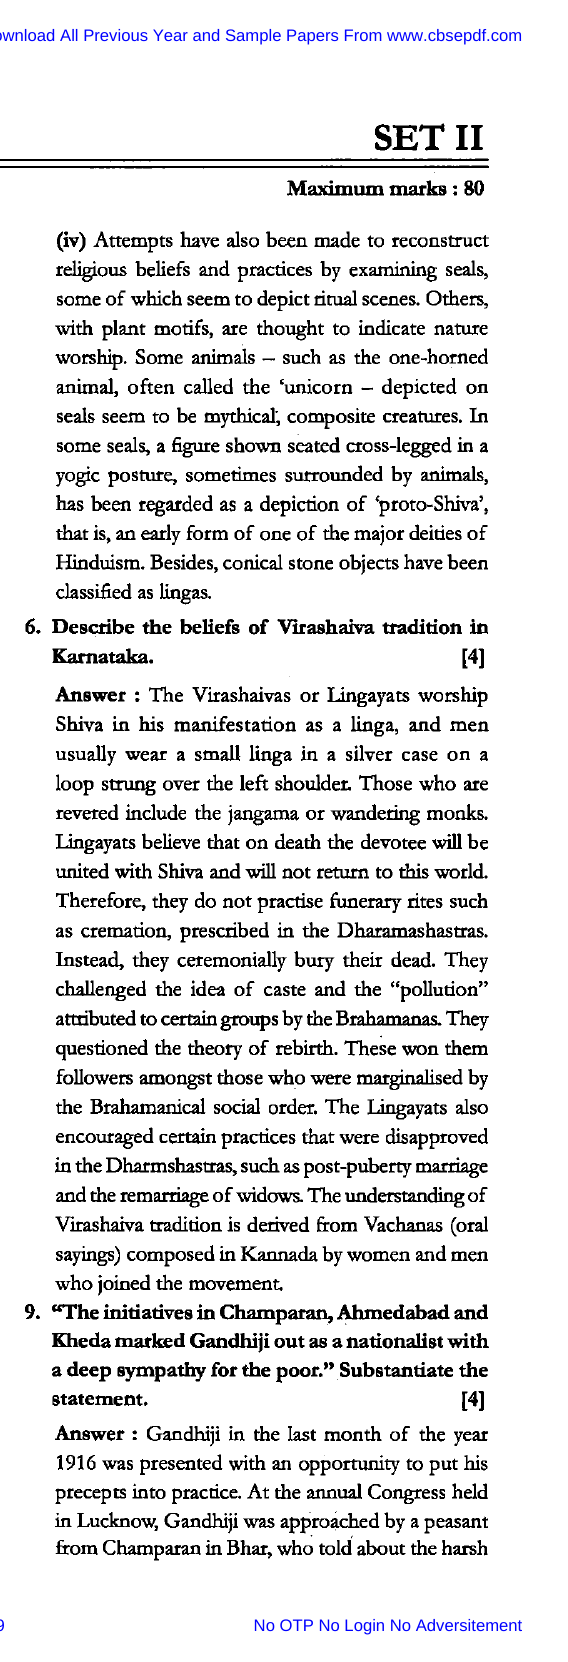 ownload All Previous Year and Sample Papers From www.cbsepdf.com
SET II
Maximum marks : 80
(iv) Attempts have also been made to reconstruct
religious beliefs and practices by examining seals,
some of which seem to depict ritual scenes. Others,
with plant motifs, are thought to indicate nature
worship. Some animals – such as the one-horned
animal, often called the ‘unicorn – depicted on
seals seem to be mythical, composite creatures. In
some seals, a figure shown seated cross-legged in a
yogic posture, sometimes surrounded by animals,
has been regarded as a depiction of ‘proto-Shiva’,
that is, an early form of one of the major deities of
Hinduism. Besides, conical stone objects have been
classified as lingas.
6. Describe the beliefs of Virashaiva tradition in
Karnataka. [4]
Answer : The Virashaivas or Lingayats worship
Shiva in his manifestation as a linga, and men
usually wear a small linga in a silver case on a
loop strung over the left shoulder. Those who are
revered include the jangama or wandering monks.
Lingayats believe that on death the devotee will be
united with Shiva and will not return to this world.
Therefore, they do not practise funerary rites such
as cremation, prescribed in the Dharamashastras.
Instead, they ceremonially bury their dead. They
challenged the idea of caste and the “pollution”
attributed to certain groups by the Brahamanas. They
questioned the theory of rebirth. These won them
followers amongst those who were marginalised by
the Brahamanical social order. The Lingayats also
encouraged certain practices that were disapproved
in the Dharmshastras, such as post-puberty marriage
and the remarriage of widows. The understanding of
Virashaiva tradition is derived from Vachanas (oral
sayings) composed in Kannada by women and men
who joined the movement.
9. “The initiatives in Champaran, Ahmedabad and
Kheda marked Gandhiji out as a nationalist with
a deep sympathy for the poor.” Substantiate the
statement. [4]
Answer : Gandhiji in the last month of the year
1916 was presented with an opportunity to put his
precepts into practice. At the annual Congress held
in Lucknow, Gandhiji was approached by a peasant
from Champaran in Bhar, who told about the harsh
9 No OTP No Login No Adversitement